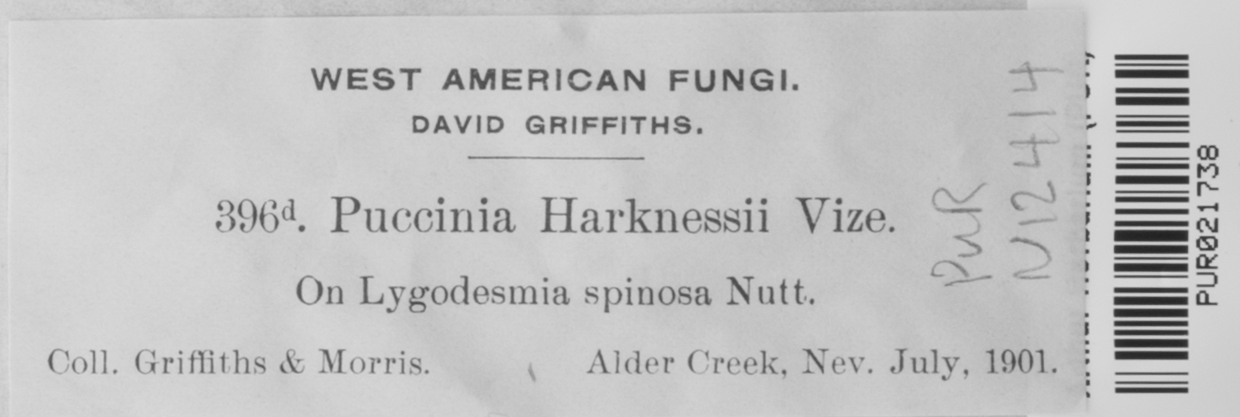 WEST AMERICAN FUNGI.
DAVID GRIFFITHS.
396d. Puccinia Harknessii Vize.
On Lygodesmia spinosa Nutt.
Coll. Griffiths & Morris. Alder Creek, Nev. July, 1901.
PUR
N12414
PUR021738